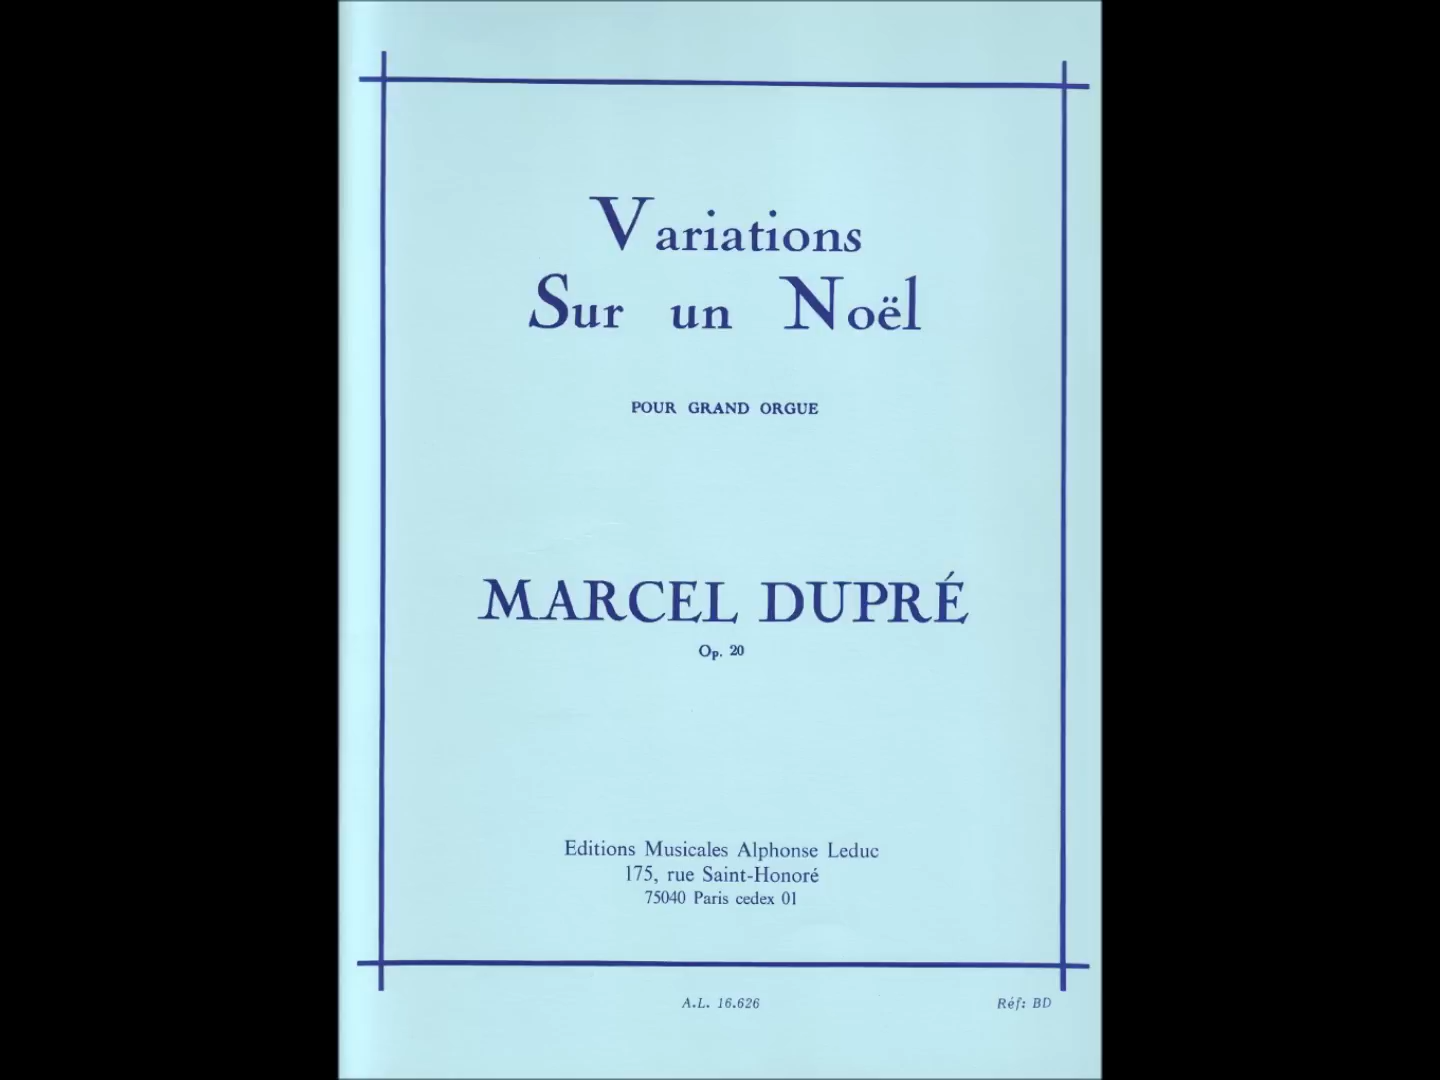 Variations
Sur un Noël
POUR GRAND ORGUE
MARCEL DUPRÉ
Op. 20
Editions Musicales Alphonse Leduc
175, rue Saint-Honoré
75040 Paris cedex 01
A.L. 16.626
Réf: BD